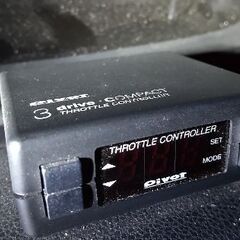 Pivot
3 drive · COMPACT
THROTTLE CONTROLLER
THROTTLE CONTROLLER
SET
MODE
Pivot